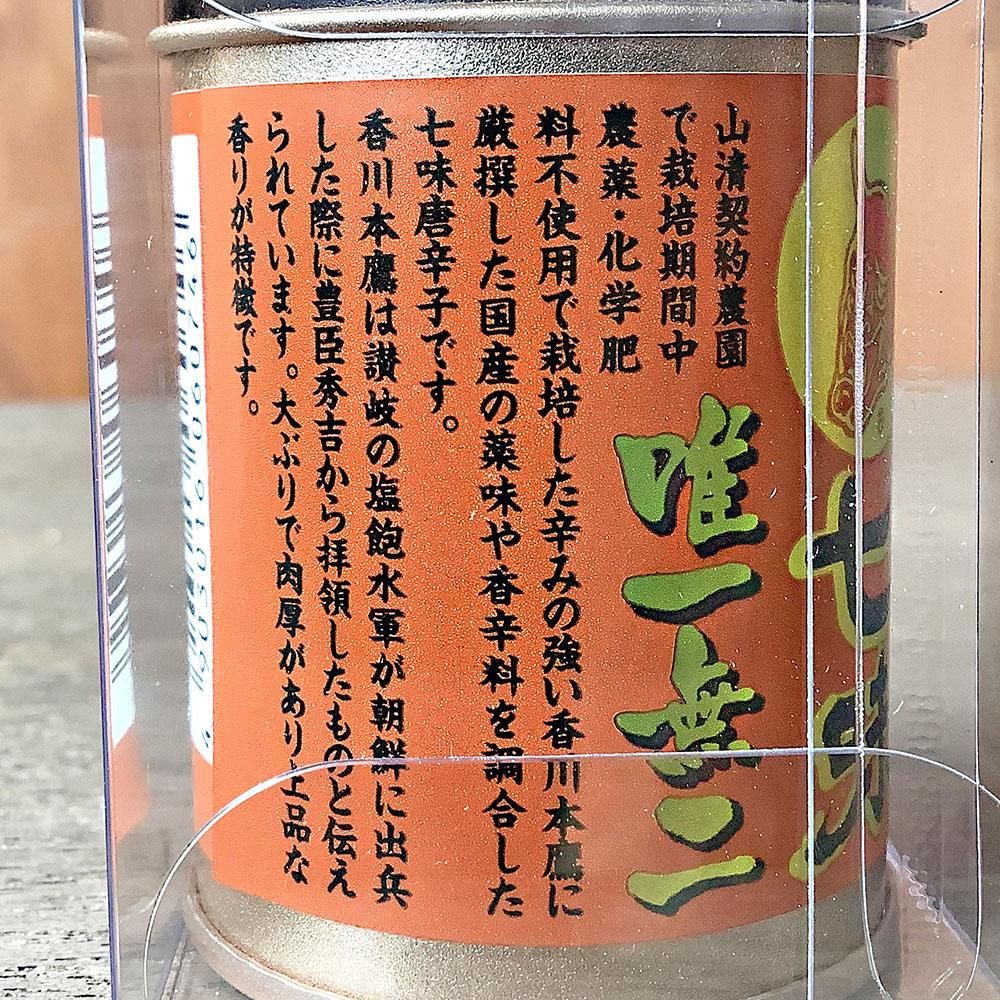 七味
唯一無二
山清契約農園
で栽培期間中
農薬・化学肥
料不使用で栽培した辛みの強い香川本鷹に
厳撰した国産の薬味や香辛料を調合した
七味唐辛子です。
香川本鷹は讃岐の塩飽水軍が朝鮮に出兵
した際に豊臣秀吉から拝領したものと伝え
られています。大ぶりで肉厚があり上品な
香りが特徴です。